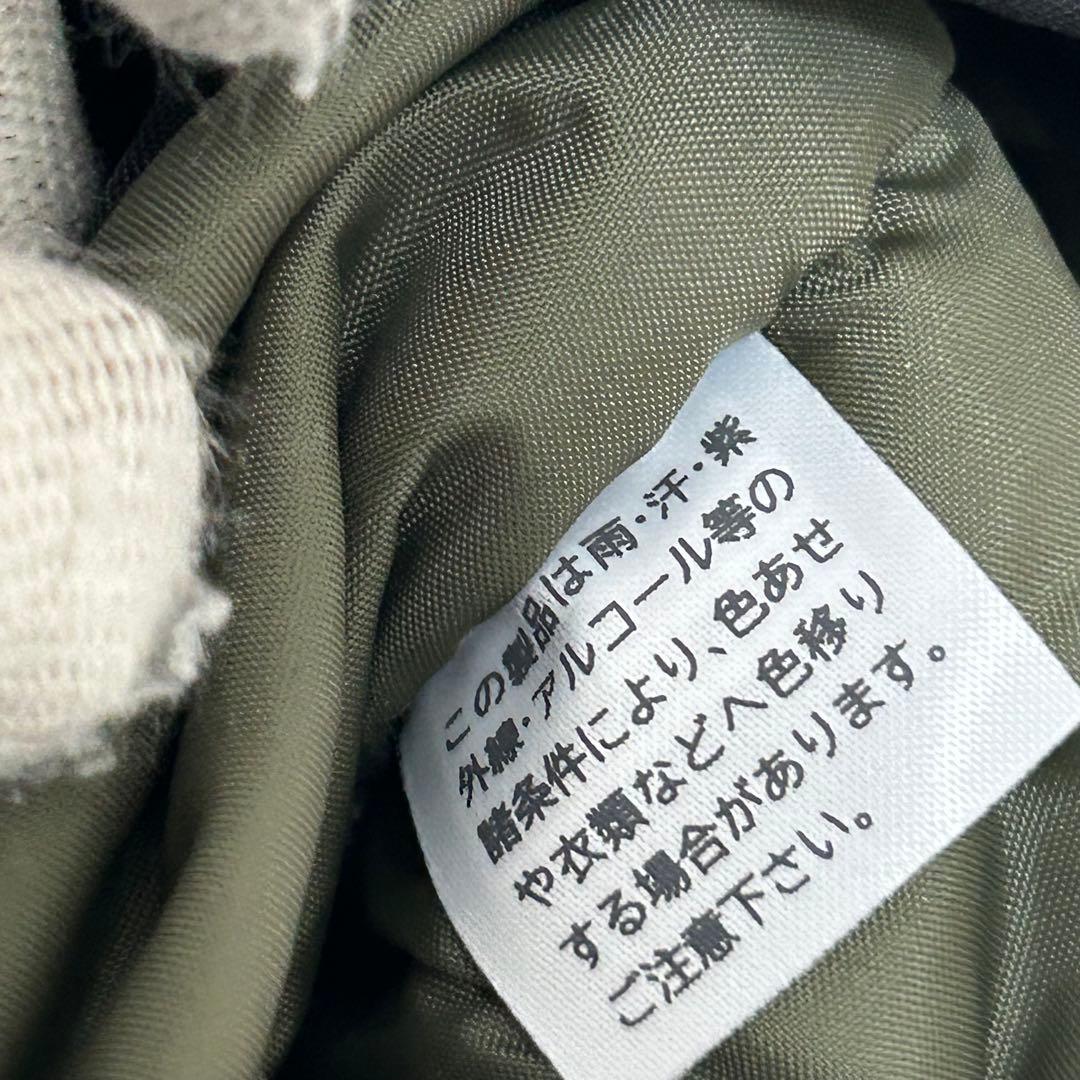 この製品は雨・汗・紫
外線・アルコール等の
諸条件により、色あせ
や衣類などへ色移り
する場合があります。
ご注意下さい。